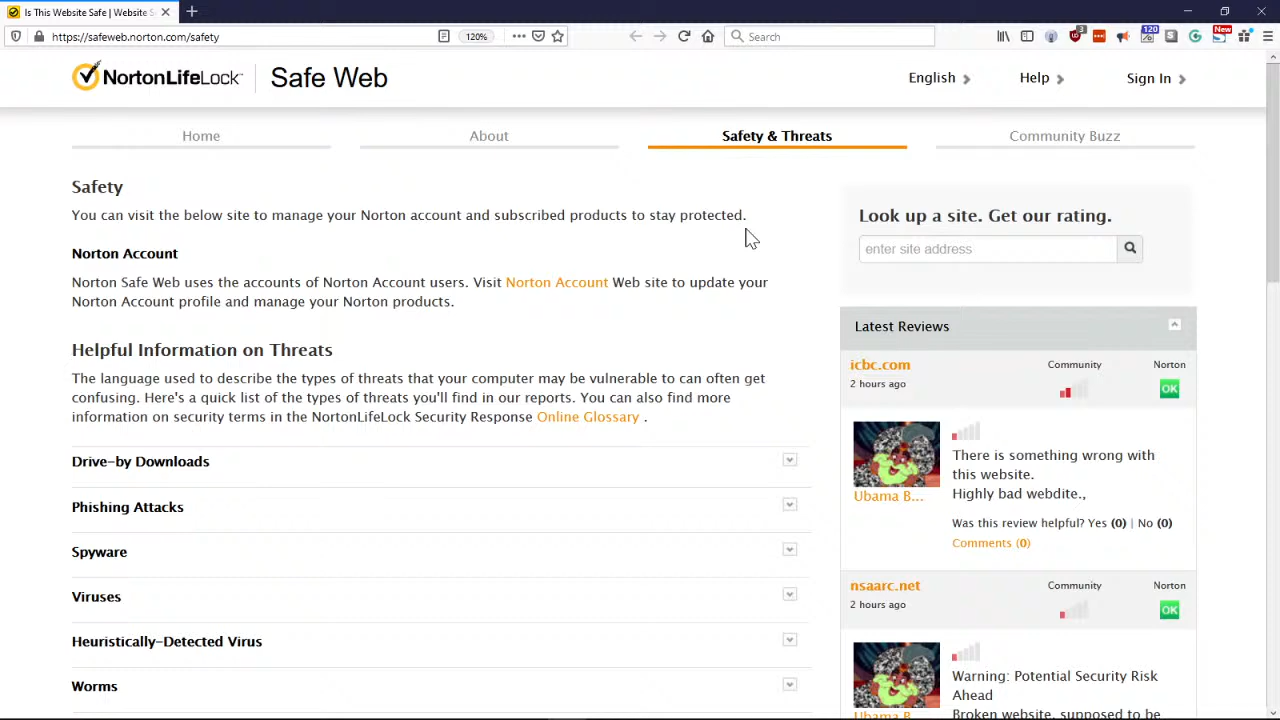 Is This Website Safe | Website S
https://safeweb.norton.com/safety
120%
Search
3
120
New
NortonLifeLock
Safe Web
English
Help
Sign In
Home
About
Safety & Threats
Community Buzz
Safety
You can visit the below site to manage your Norton account and subscribed products to stay protected.
Norton Account
Norton Safe Web uses the accounts of Norton Account users. Visit Norton Account Web site to update your
Norton Account profile and manage your Norton products.
Helpful Information on Threats
The language used to describe the types of threats that your computer may be vulnerable to can often get
confusing. Here's a quick list of the types of threats you'll find in our reports. You can also find more
information on security terms in the NortonLifeLock Security Response Online Glossary .
Drive-by Downloads
Phishing Attacks
Spyware
Viruses
Heuristically-Detected Virus
Worms
Look up a site. Get our rating.
enter site address
Latest Reviews
icbc.com
Community
Norton
2 hours ago
OK
There is something wrong with
this website.
Highly bad webdite.,
Ubama B...
Was this review helpful? Yes (0) | No (0)
Comments (0)
nsaarc.net
Community
Norton
2 hours ago
OK
Warning: Potential Security Risk
Ahead
Broken website, supposed to be
Ubama B...